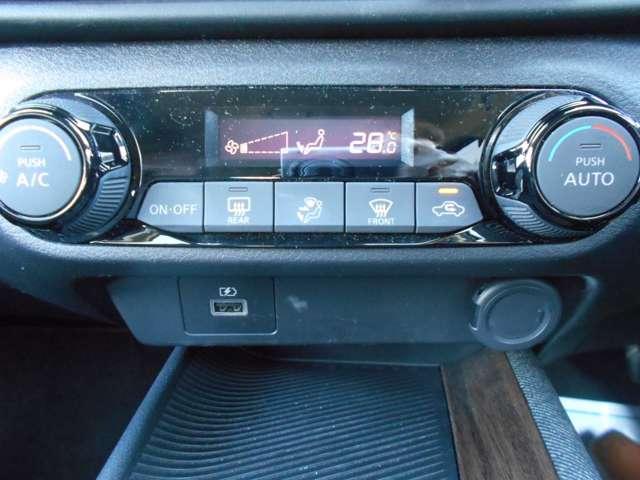 28.0°C
PUSH
A/C
PUSH
AUTO
ON·OFF
REAR
FRONT